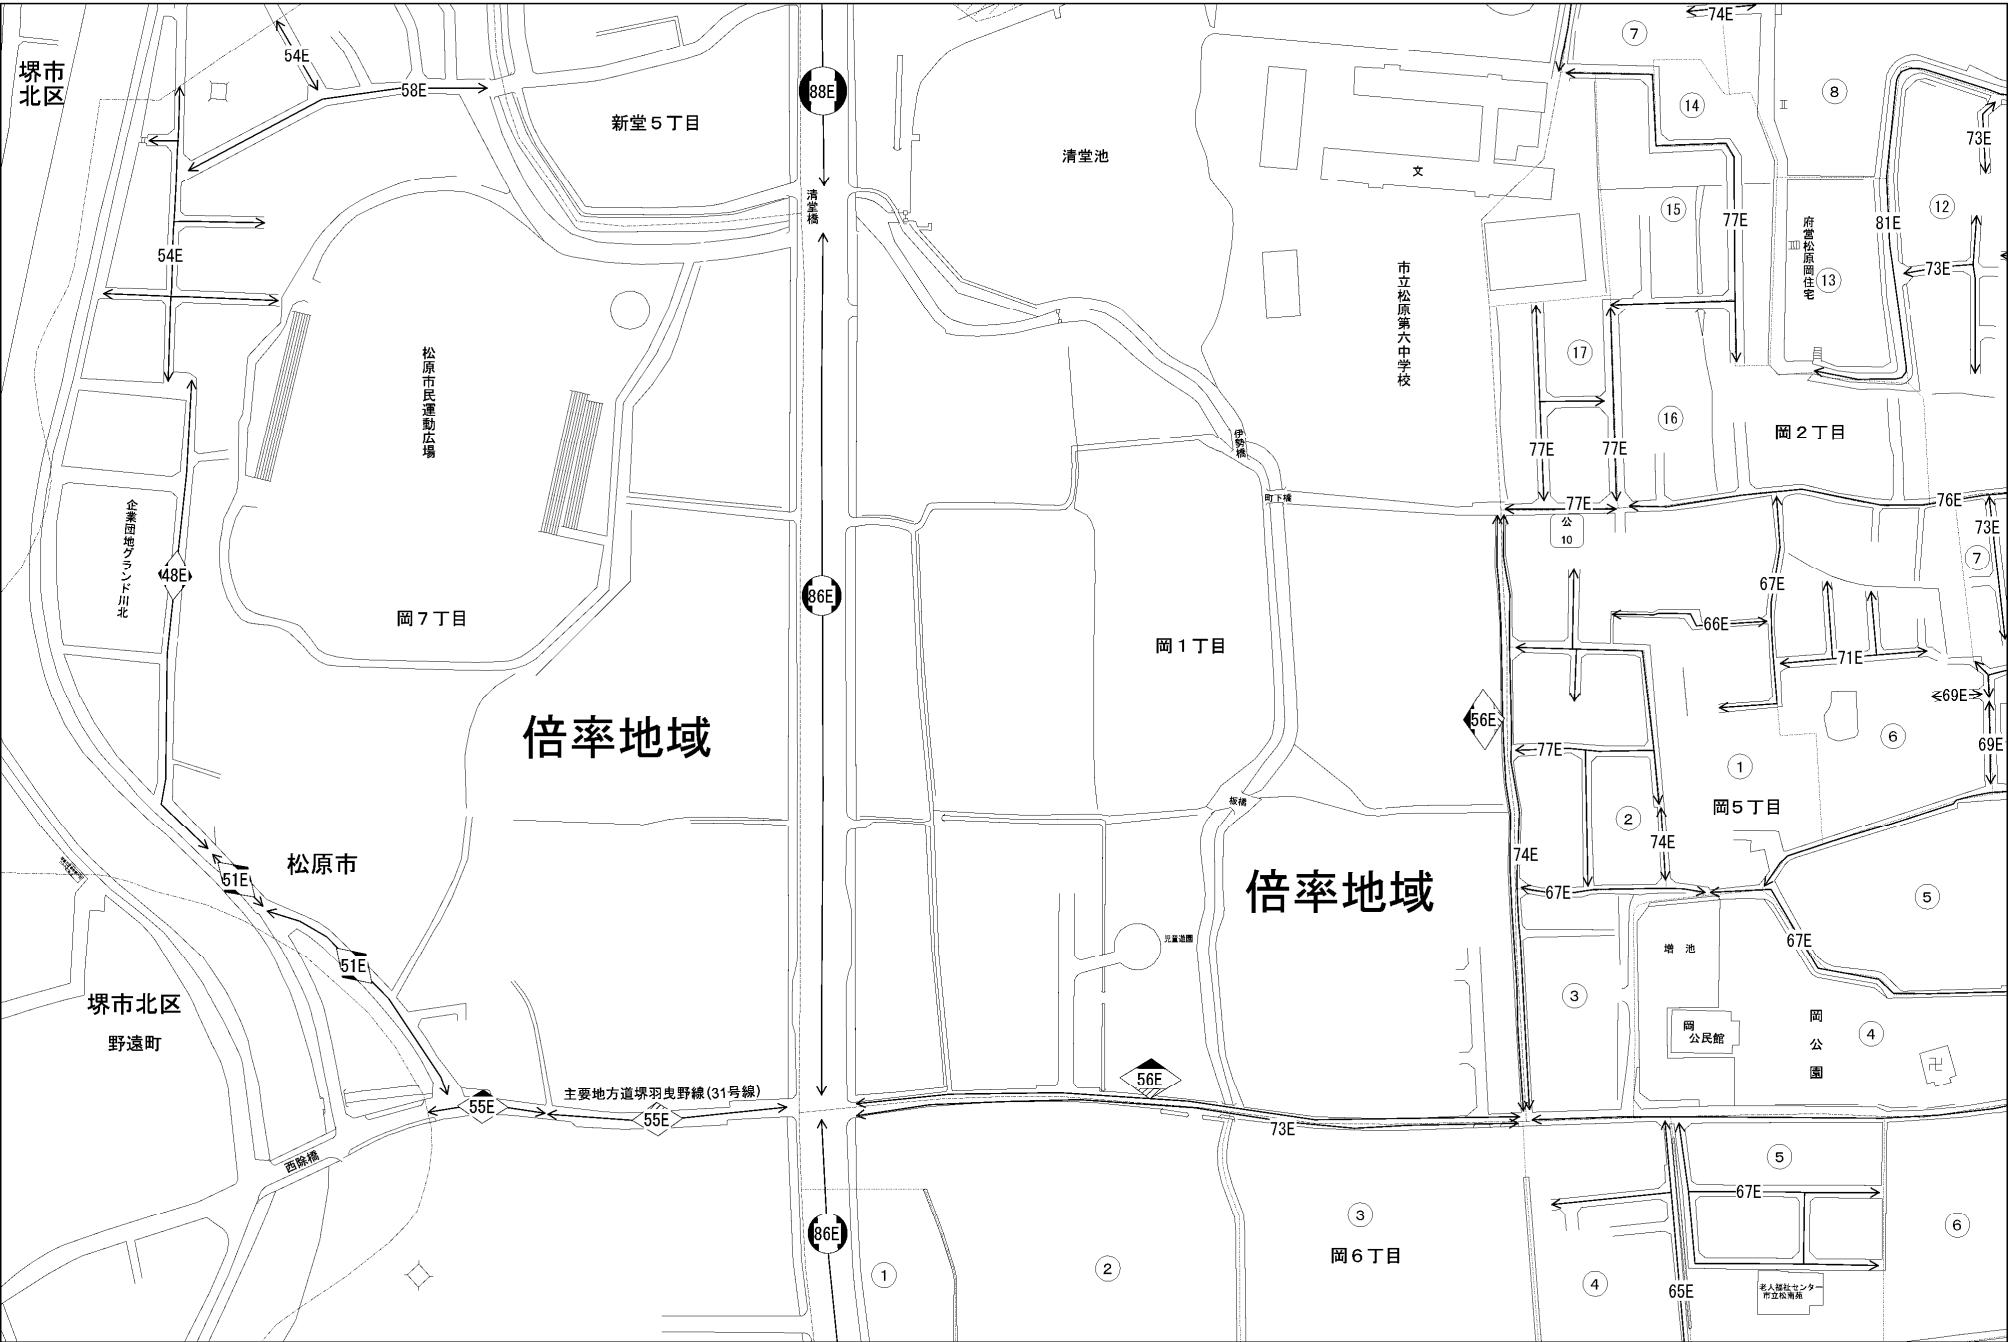 74E
7
堺市
北区
54E
58E
88E
新堂５丁目
清堂池
14
8
73E
文
清堂橋
15
77E
81E
12
府営松原岡住宅
54E
73E
13
市立松原第六中学校
松原市民運動広場
17
16
岡２丁目
伊勢橋
77E
77E
町下橋
77E
76E
企業団地グランド川北
公
10
73E
7
48E
86E
67E
岡７丁目
66E
岡１丁目
71E
69E
56E
倍率地域
6
77E
69E
1
岡５丁目
板橋
2
74E
松原市
74E
51E
67E
倍率地域
5
児童遊園
増池
67E
51E
堺市北区
3
岡公園
岡
公民館
4
野遠町
卍
56E
主要地方道堺羽曳野線(31号線)
55E
55E
73E
西除橋
5
67E
3
6
86E
岡６丁目
1
2
4
65E
老人福祉センター
市立松南苑